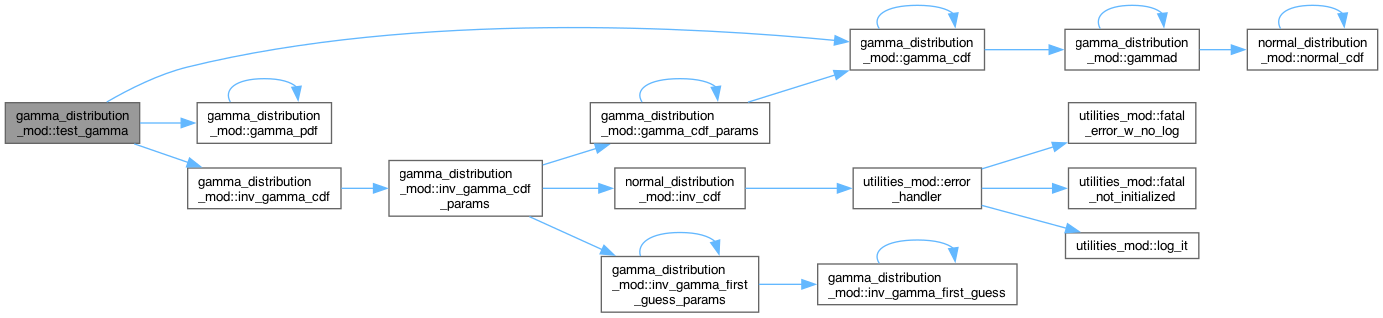 gamma_distribution
_mod::test_gamma
gamma_distribution
_mod::gamma_pdf
gamma_distribution
_mod::inv_gamma_cdf
gamma_distribution
_mod::inv_gamma_cdf
_params
gamma_distribution
_mod::gamma_cdf_params
normal_distribution
_mod::inv_cdf
gamma_distribution
_mod::inv_gamma_first
_guess_params
gamma_distribution
_mod::gamma_cdf
utilities_mod::error
_handler
gamma_distribution
_mod::inv_gamma_first_guess
gamma_distribution
_mod::gammad
utilities_mod::fatal
_error_w_no_log
utilities_mod::fatal
_not_initialized
utilities_mod::log_it
normal_distribution
_mod::normal_cdf